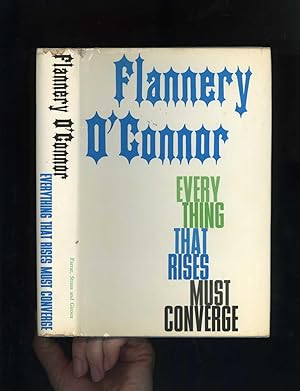 Flannery O'Connor
EVERYTHING THAT RISES MUST CONVERGE
Farrar, Straus and Giroux
Flannery
O'Connor
EVERY
THING
THAT
RISES
MUST
CONVERGE